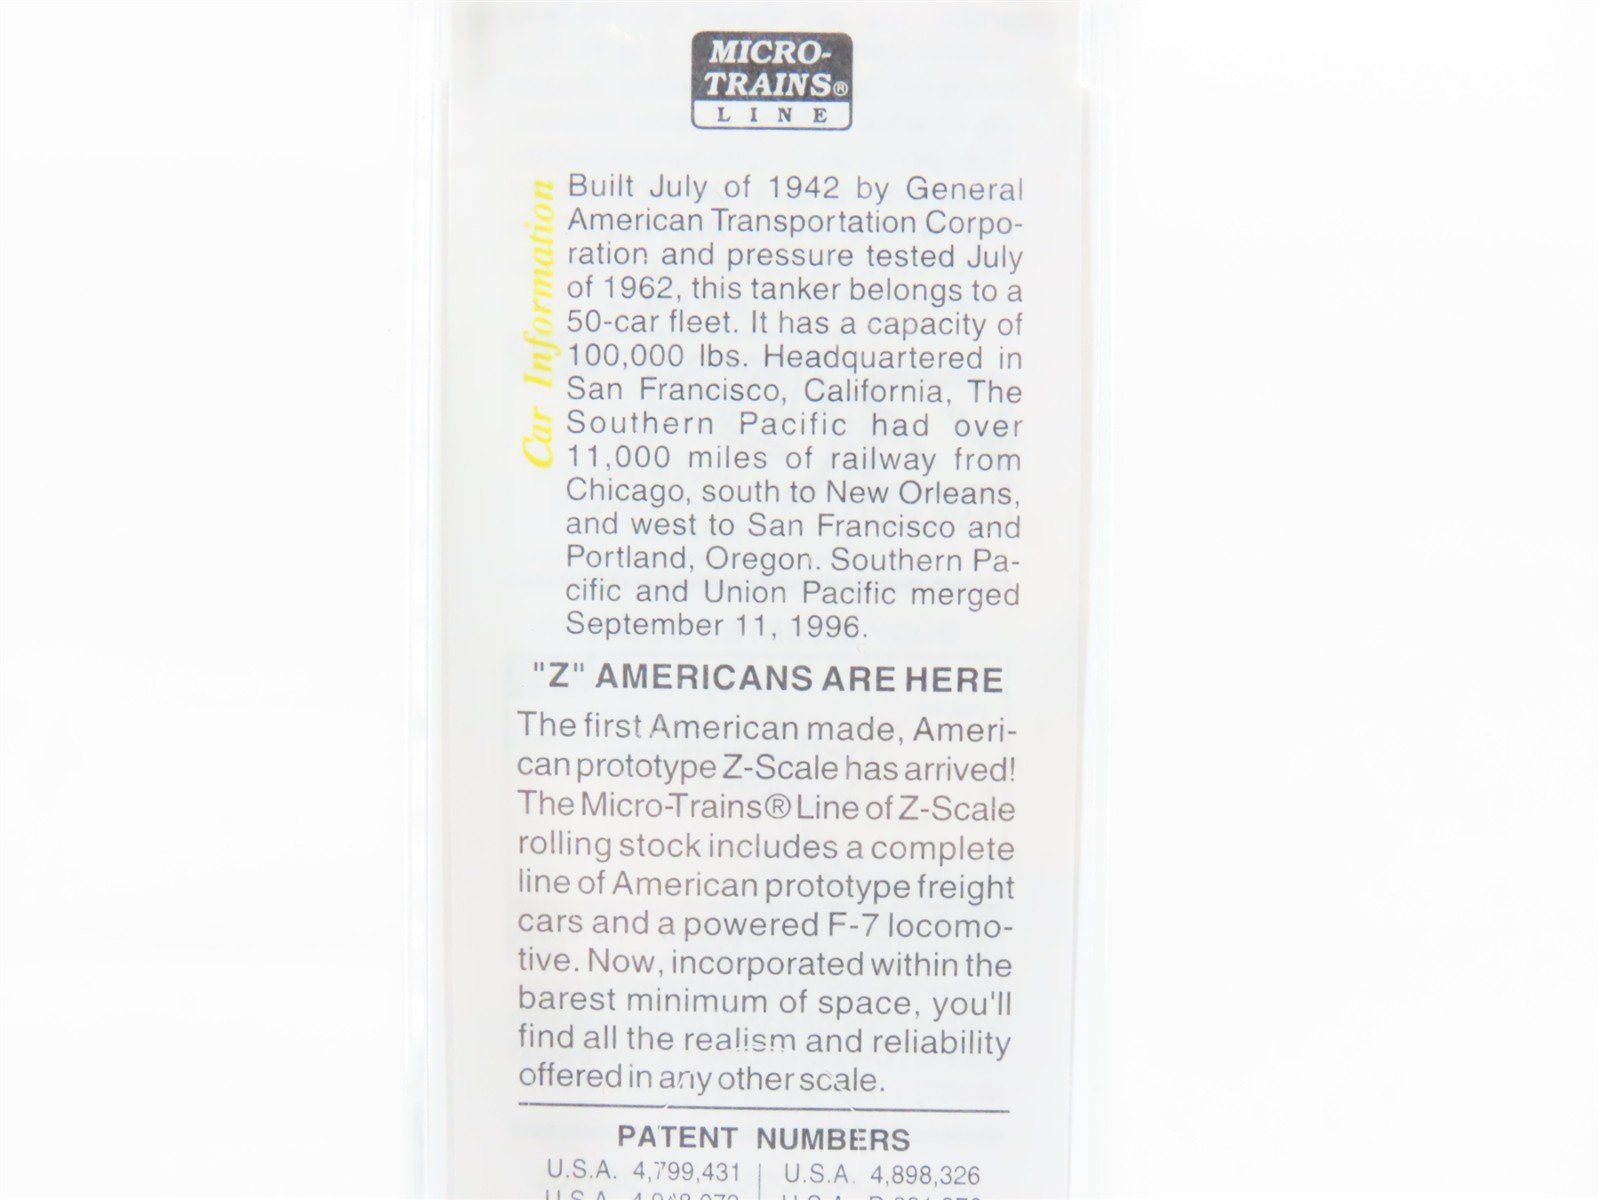 MICRO-
TRAINS®
LINE
Car Information
Built July of 1942 by General
American Transportation Corpo-
ration and pressure tested July
of 1962, this tanker belongs to a
50-car fleet. It has a capacity of
100,000 lbs. Headquartered in
San Francisco, California, The
Southern Pacific had over
11,000 miles of railway from
Chicago, south to New Orleans,
and west to San Francisco and
Portland, Oregon. Southern Pa-
cific and Union Pacific merged
September 11, 1996.
"Z" AMERICANS ARE HERE
The first American made, Ameri-
can prototype Z-Scale has arrived!
The Micro-Trains® Line of Z-Scale
rolling stock includes a complete
line of American prototype freight
cars and a powered F-7 locomo-
tive. Now, incorporated within the
barest minimum of space, you'll
find all the realism and reliability
offered in any other scale.
PATENT NUMBERS
U.S.A. 4,799,431 | U.S.A. 4,898,326
U.S.A. U.S.A.